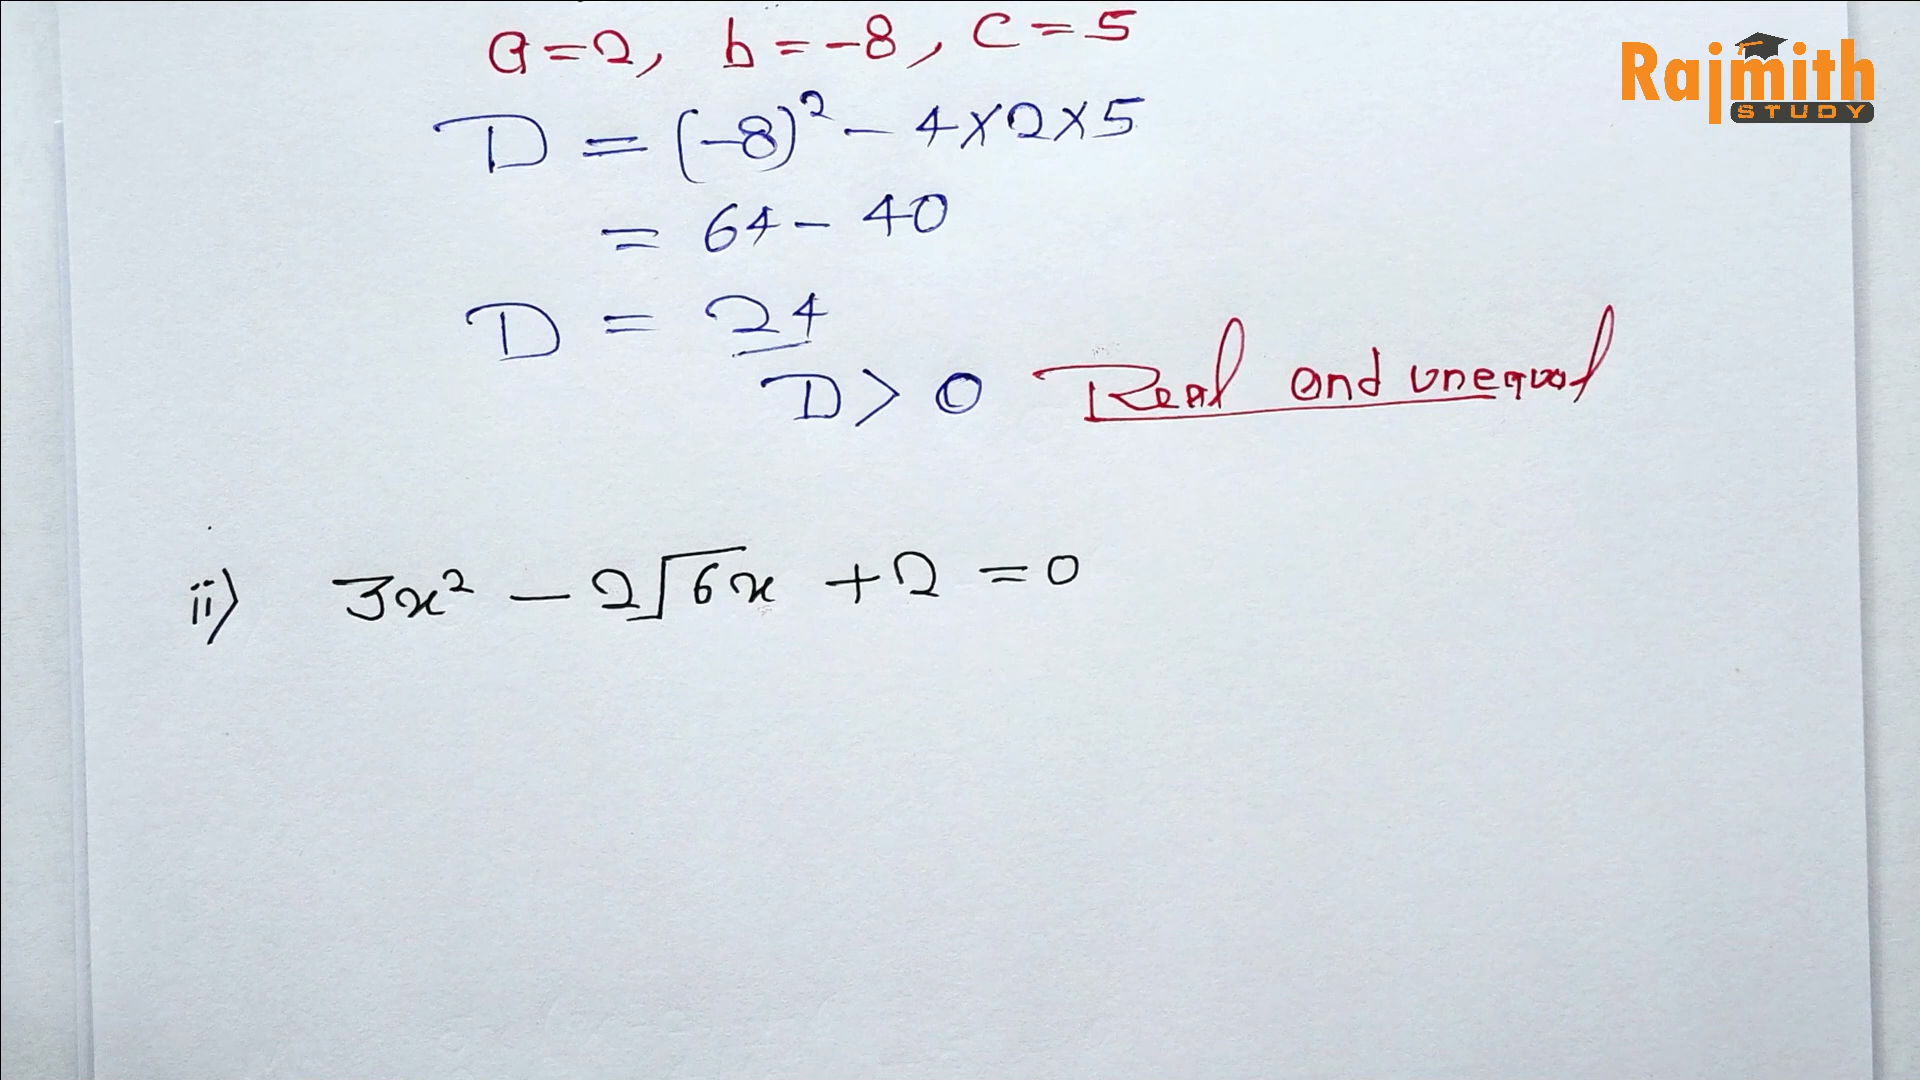 a=2, b=-8, c=5
Rajmith
STUDY
D = (-8)² - 4×2×5
= 64 - 40
D = 24
D > 0 Real and unequal
ii) 3x² - 2√6x + 2 = 0